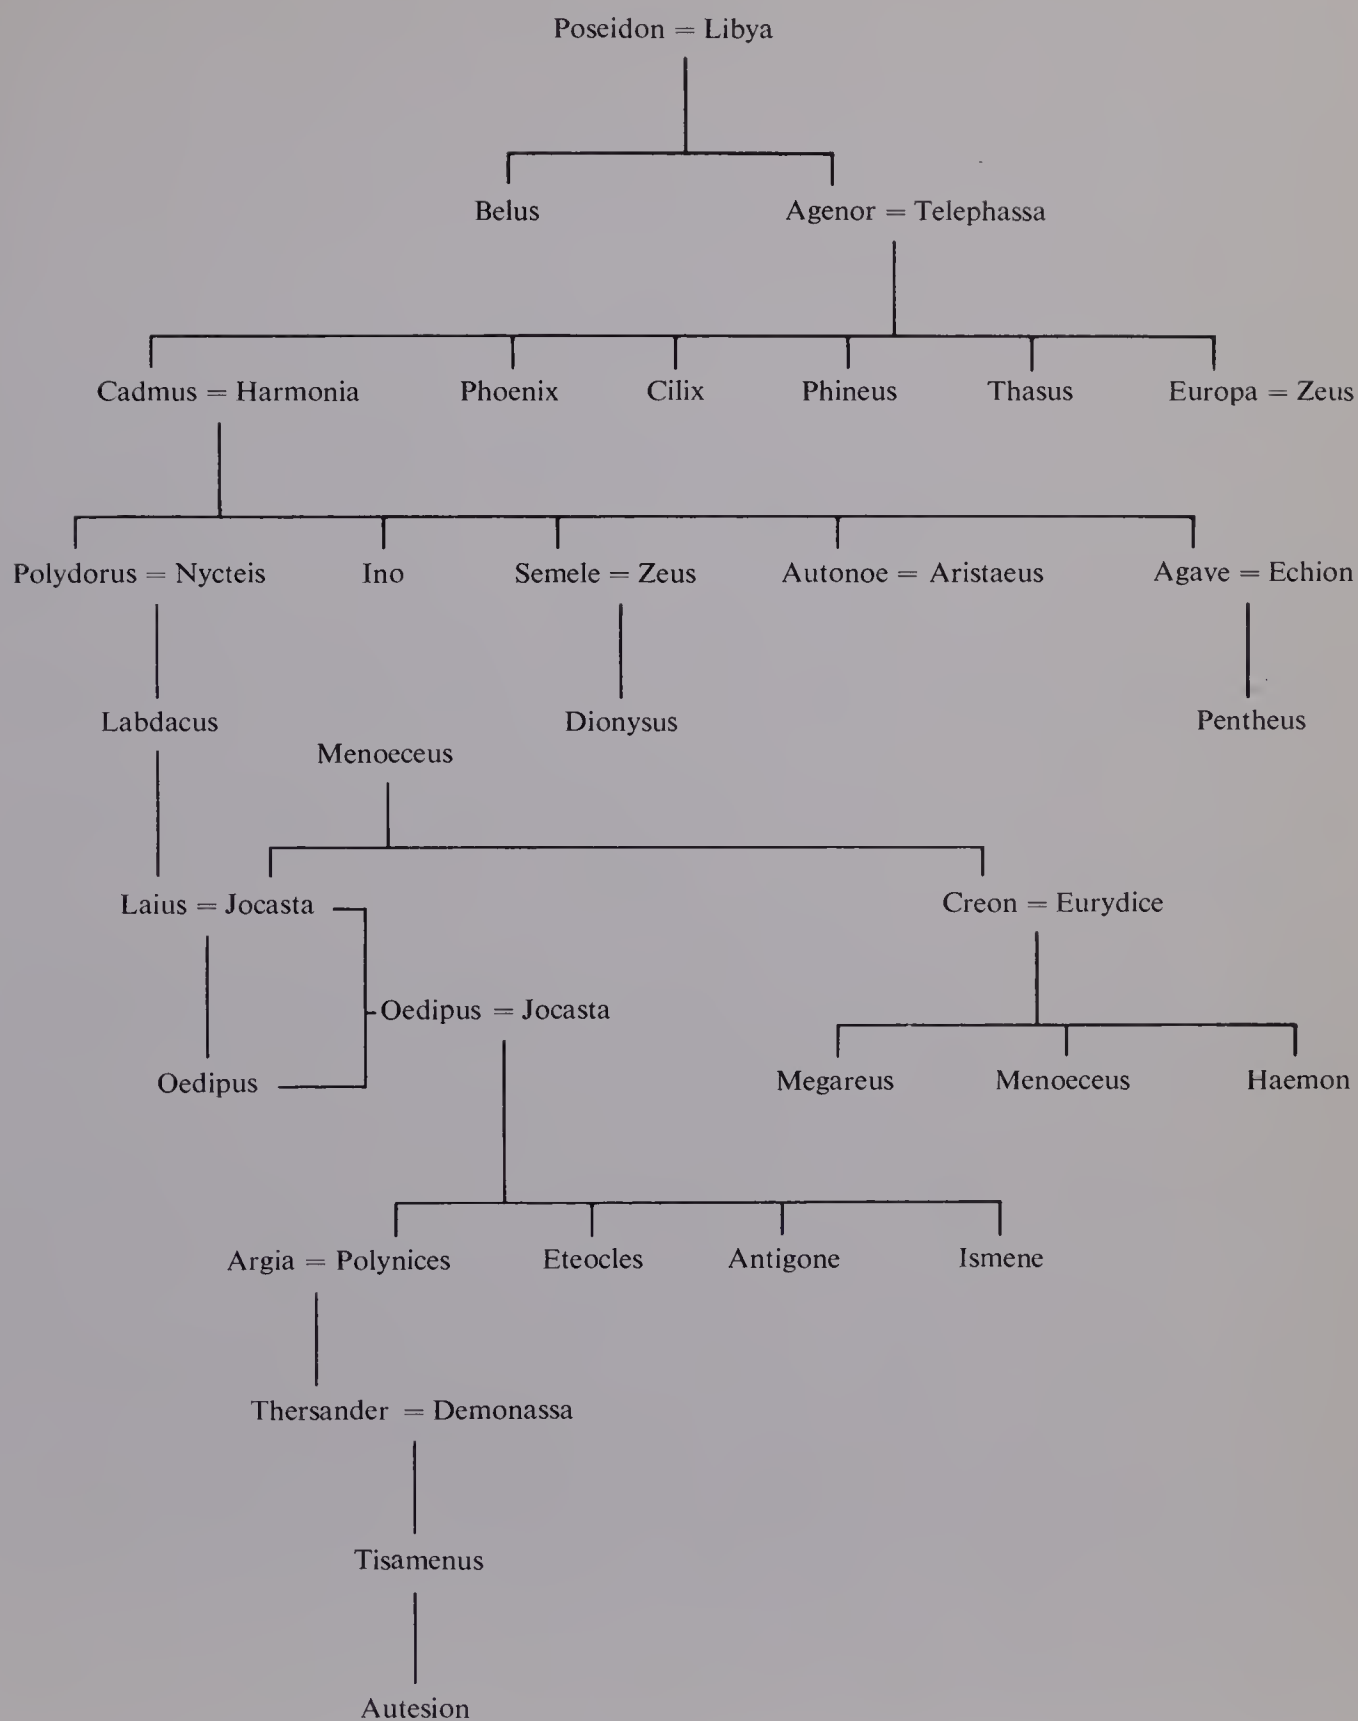 Poseidon = Libya
Belus Agenor = Telephassa
Cadmus = Harmonia Phoenix Cilix Phineus Thasus Europa = Zeus
Polydorus = Nycteis Ino Semele = Zeus Autonoe = Aristaeus Agave = Echion
Labdacus Dionysus Pentheus
Menoeceus
Laius = Jocasta Creon = Eurydice
Oedipus = Jocasta
Oedipus Megareus Menoeceus Haemon
Argia = Polynices Eteocles Antigone Ismene
Thersander = Demonassa
Tisamenus
Autesion